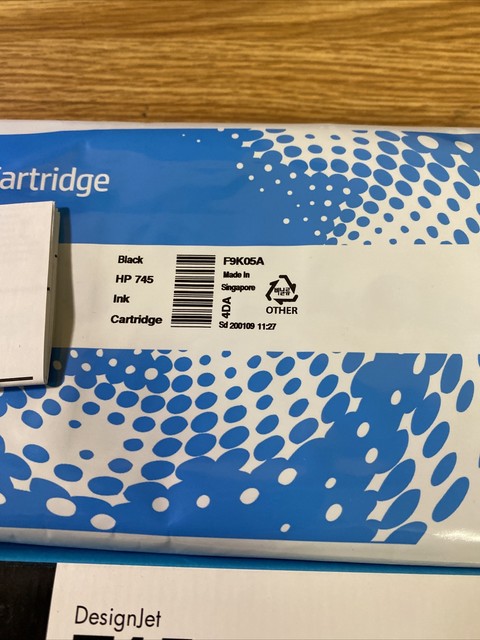 Cartridge
Black
HP 745
Ink
Cartridge
F9K05A
Made in
Singapore
4DA
Sd 200109 11:27
OTHER
DesignJet